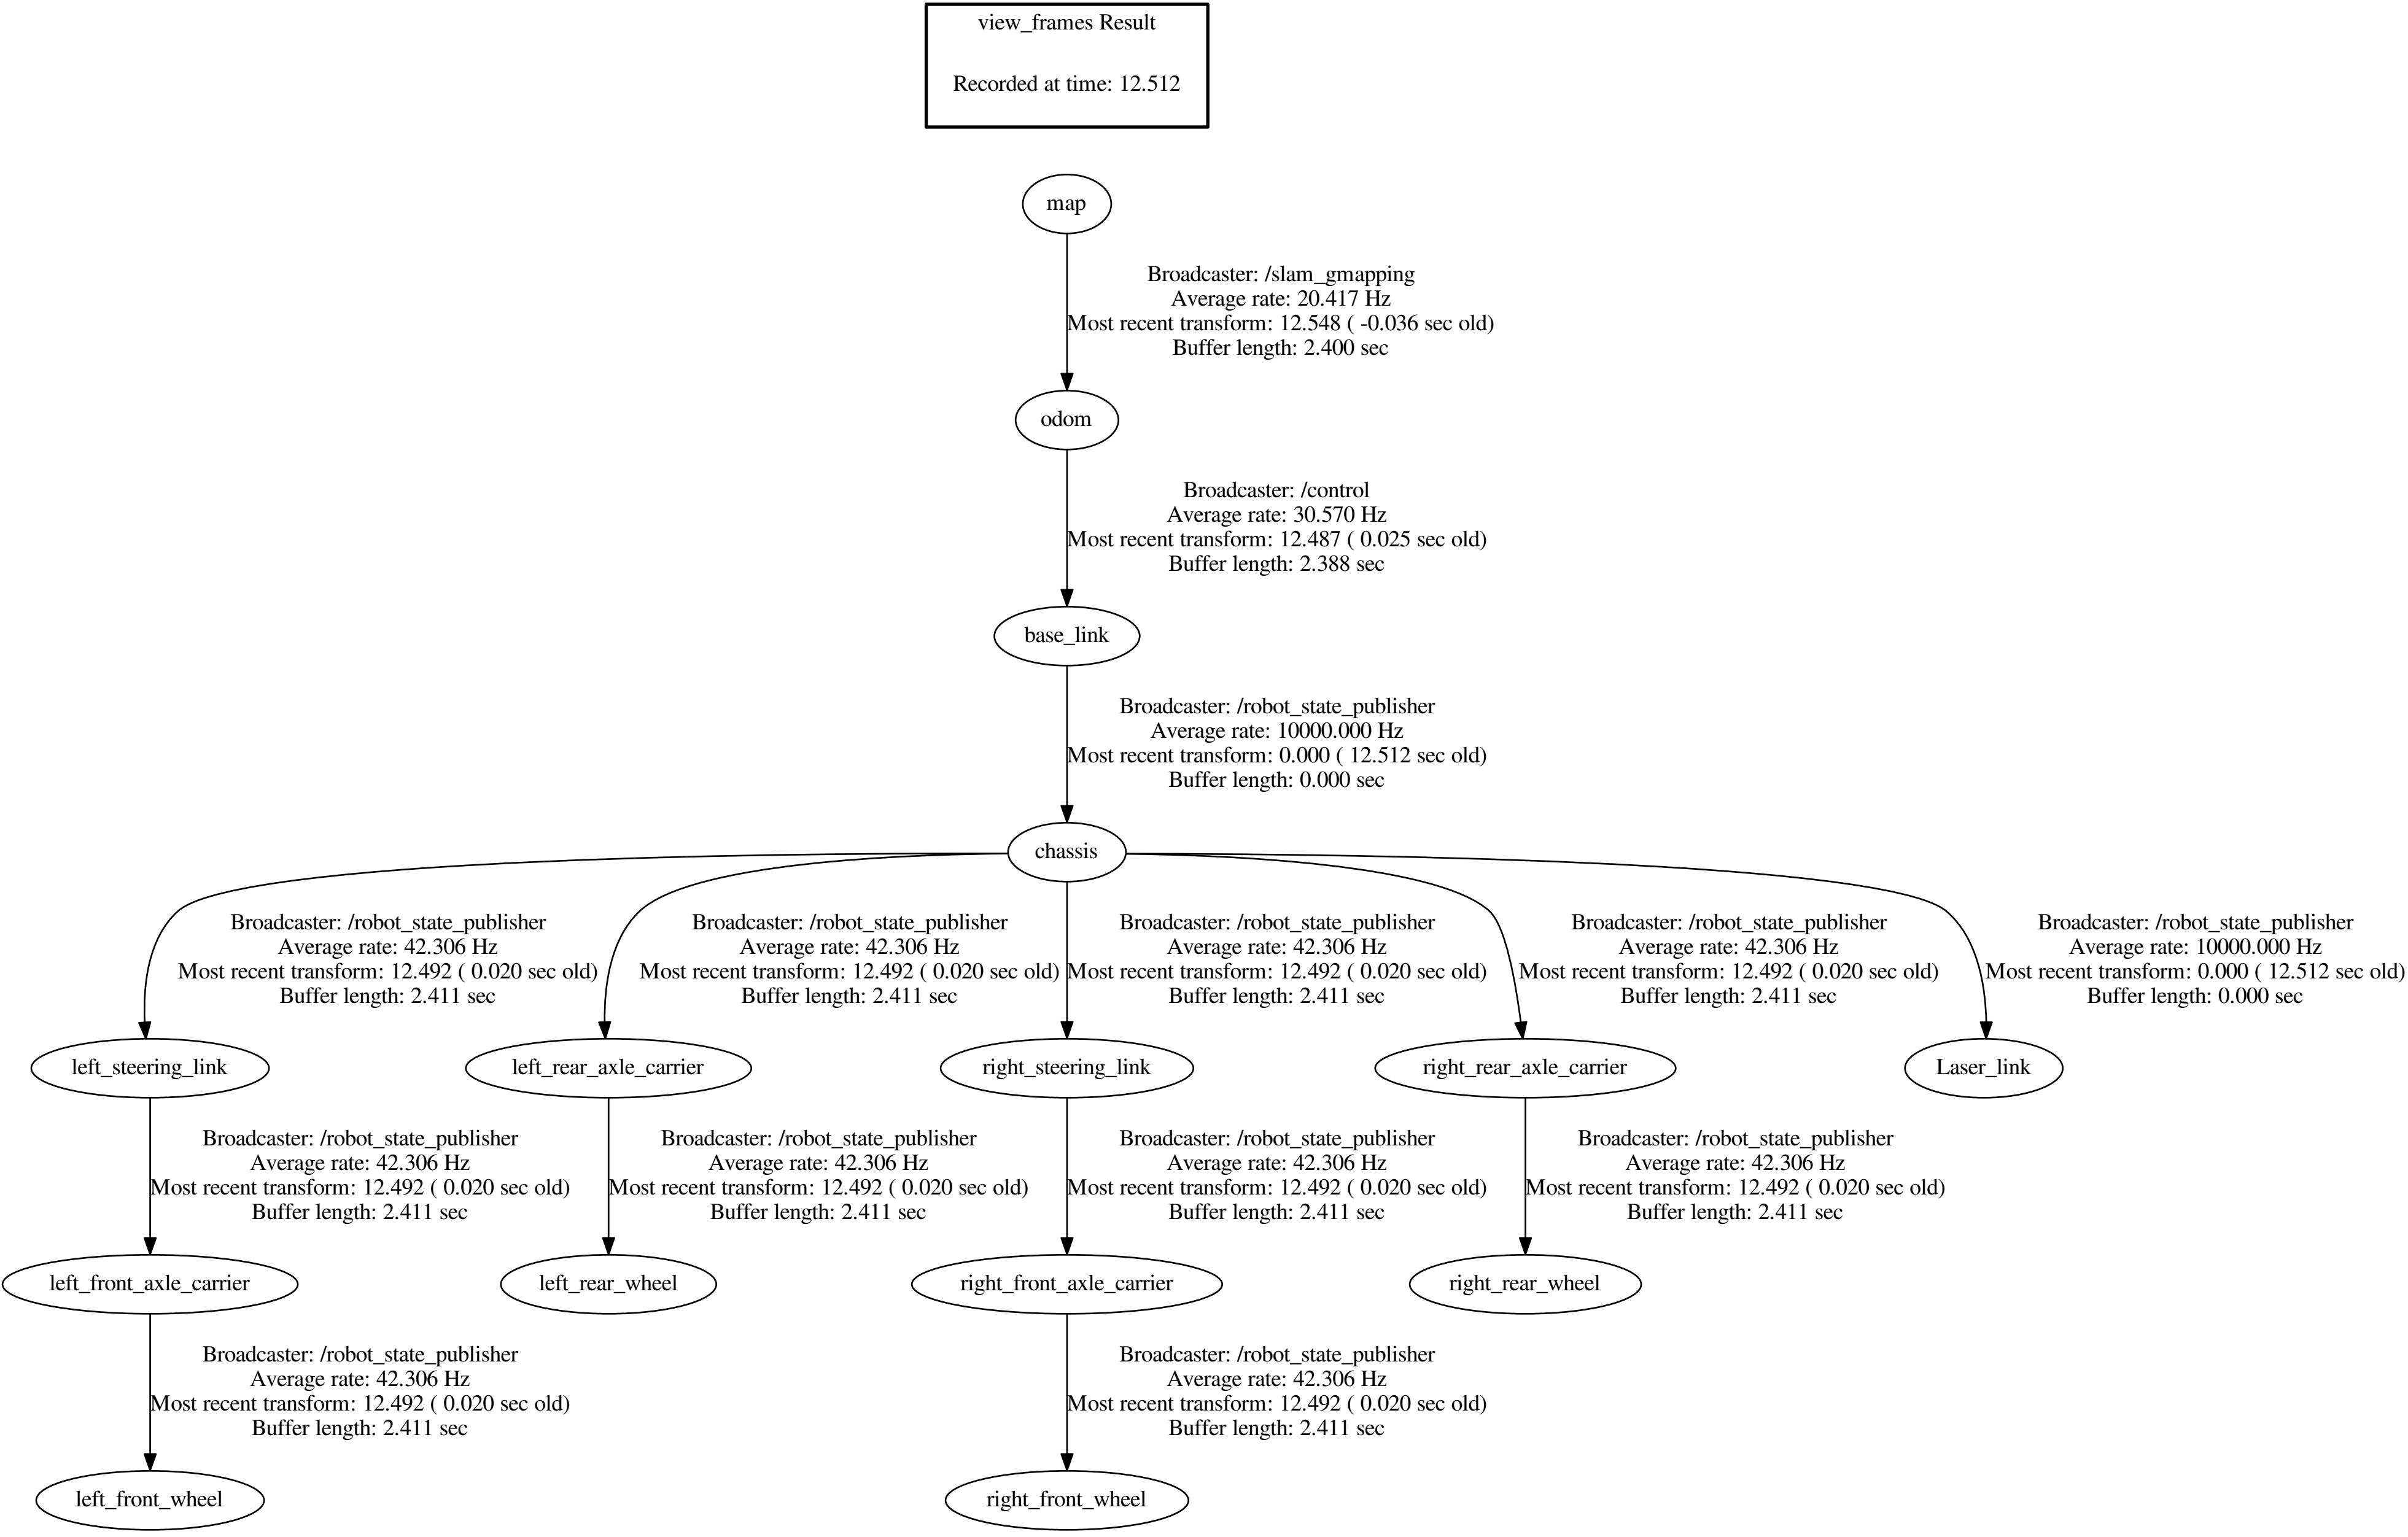 view_frames Result
Recorded at time: 12.512
map
Broadcaster: /slam_gmapping
Average rate: 20.417 Hz
Most recent transform: 12.548 ( -0.036 sec old)
Buffer length: 2.400 sec
odom
Broadcaster: /control
Average rate: 30.570 Hz
Most recent transform: 12.487 ( 0.025 sec old)
Buffer length: 2.388 sec
base_link
Broadcaster: /robot_state_publisher
Average rate: 10000.000 Hz
Most recent transform: 0.000 ( 12.512 sec old)
Buffer length: 0.000 sec
chassis
Broadcaster: /robot_state_publisher
Average rate: 42.306 Hz
Most recent transform: 12.492 ( 0.020 sec old)
Buffer length: 2.411 sec
Broadcaster: /robot_state_publisher
Average rate: 42.306 Hz
Most recent transform: 12.492 ( 0.020 sec old)
Buffer length: 2.411 sec
Broadcaster: /robot_state_publisher
Average rate: 42.306 Hz
Most recent transform: 12.492 ( 0.020 sec old)
Buffer length: 2.411 sec
Broadcaster: /robot_state_publisher
Average rate: 42.306 Hz
Most recent transform: 12.492 ( 0.020 sec old)
Buffer length: 2.411 sec
Broadcaster: /robot_state_publisher
Average rate: 10000.000 Hz
Most recent transform: 0.000 ( 12.512 sec old)
Buffer length: 0.000 sec
left_steering_link
left_rear_axle_carrier
right_steering_link
right_rear_axle_carrier
Laser_link
Broadcaster: /robot_state_publisher
Average rate: 42.306 Hz
Most recent transform: 12.492 ( 0.020 sec old)
Buffer length: 2.411 sec
Broadcaster: /robot_state_publisher
Average rate: 42.306 Hz
Most recent transform: 12.492 ( 0.020 sec old)
Buffer length: 2.411 sec
Broadcaster: /robot_state_publisher
Average rate: 42.306 Hz
Most recent transform: 12.492 ( 0.020 sec old)
Buffer length: 2.411 sec
Broadcaster: /robot_state_publisher
Average rate: 42.306 Hz
Most recent transform: 12.492 ( 0.020 sec old)
Buffer length: 2.411 sec
left_front_axle_carrier
left_rear_wheel
right_front_axle_carrier
right_rear_wheel
Broadcaster: /robot_state_publisher
Average rate: 42.306 Hz
Most recent transform: 12.492 ( 0.020 sec old)
Buffer length: 2.411 sec
Broadcaster: /robot_state_publisher
Average rate: 42.306 Hz
Most recent transform: 12.492 ( 0.020 sec old)
Buffer length: 2.411 sec
left_front_wheel
right_front_wheel